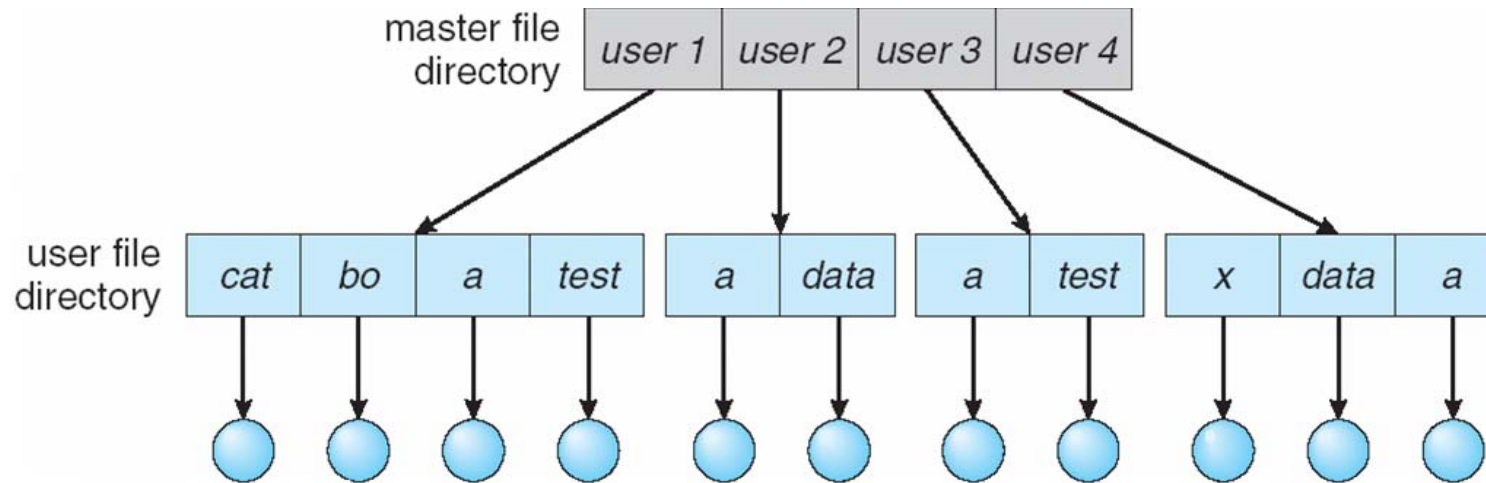 master file
directory
user 1 user 2 user 3 user 4
user file
directory
cat bo a test a data a test x data a